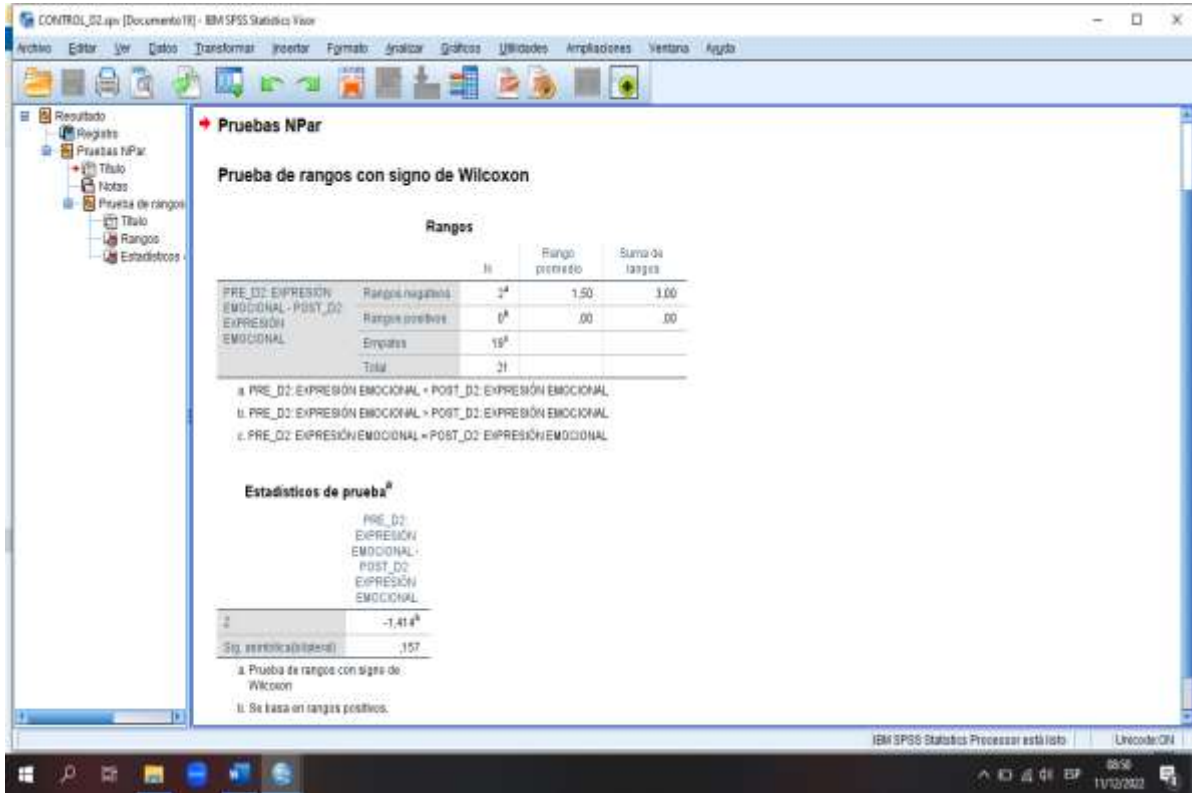 CONTROL_D2.spv [Documento19] - IBM SPSS Statistics Visor
Archivo Editar Ver Datos Transformar Insertar Formato Analizar Gráficos Utilidades Ampliaciones Ventana Ayuda
Resultado
Registro
Pruebas NPar
Título
Notas
Prueba de rangos
Título
Rangos
Estadísticos
Pruebas NPar
Prueba de rangos con signo de Wilcoxon
Rangos
N Rango promedio Suma de rangos
PRE_D2: EXPRESIÓN EMOCIONAL - POST_D2: EXPRESIÓN EMOCIONAL
Rangos negativos 2a 1,50 3,00
Rangos positivos 0b ,00 ,00
Empates 19c
Total 21
a. PRE_D2: EXPRESIÓN EMOCIONAL < POST_D2: EXPRESIÓN EMOCIONAL
b. PRE_D2: EXPRESIÓN EMOCIONAL > POST_D2: EXPRESIÓN EMOCIONAL
c. PRE_D2: EXPRESIÓN EMOCIONAL = POST_D2: EXPRESIÓN EMOCIONAL
Estadísticos de pruebaa
PRE_D2:
EXPRESIÓN
EMOCIONAL -
POST_D2:
EXPRESIÓN
EMOCIONAL
Z -1,414b
Sig. asintótica(bilateral) ,157
a. Prueba de rangos con signo de
Wilcoxon
b. Se basa en rangos positivos.
IBM SPSS Statistics Processor está listo Unicode:ON
ESP
08:58
11/12/2022